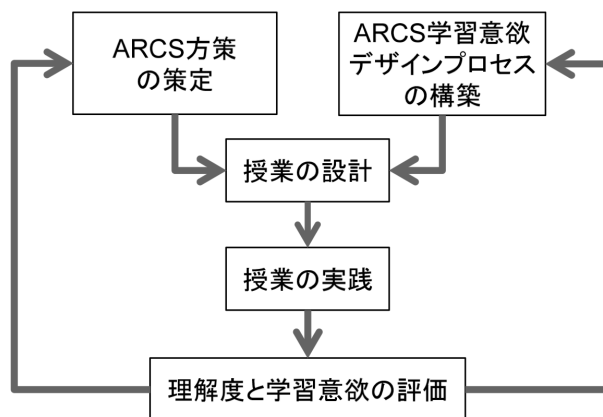 ARCS方策
の策定
ARCS学習意欲
デザインプロセス
の構築
授業の設計
授業の実践
理解度と学習意欲の評価